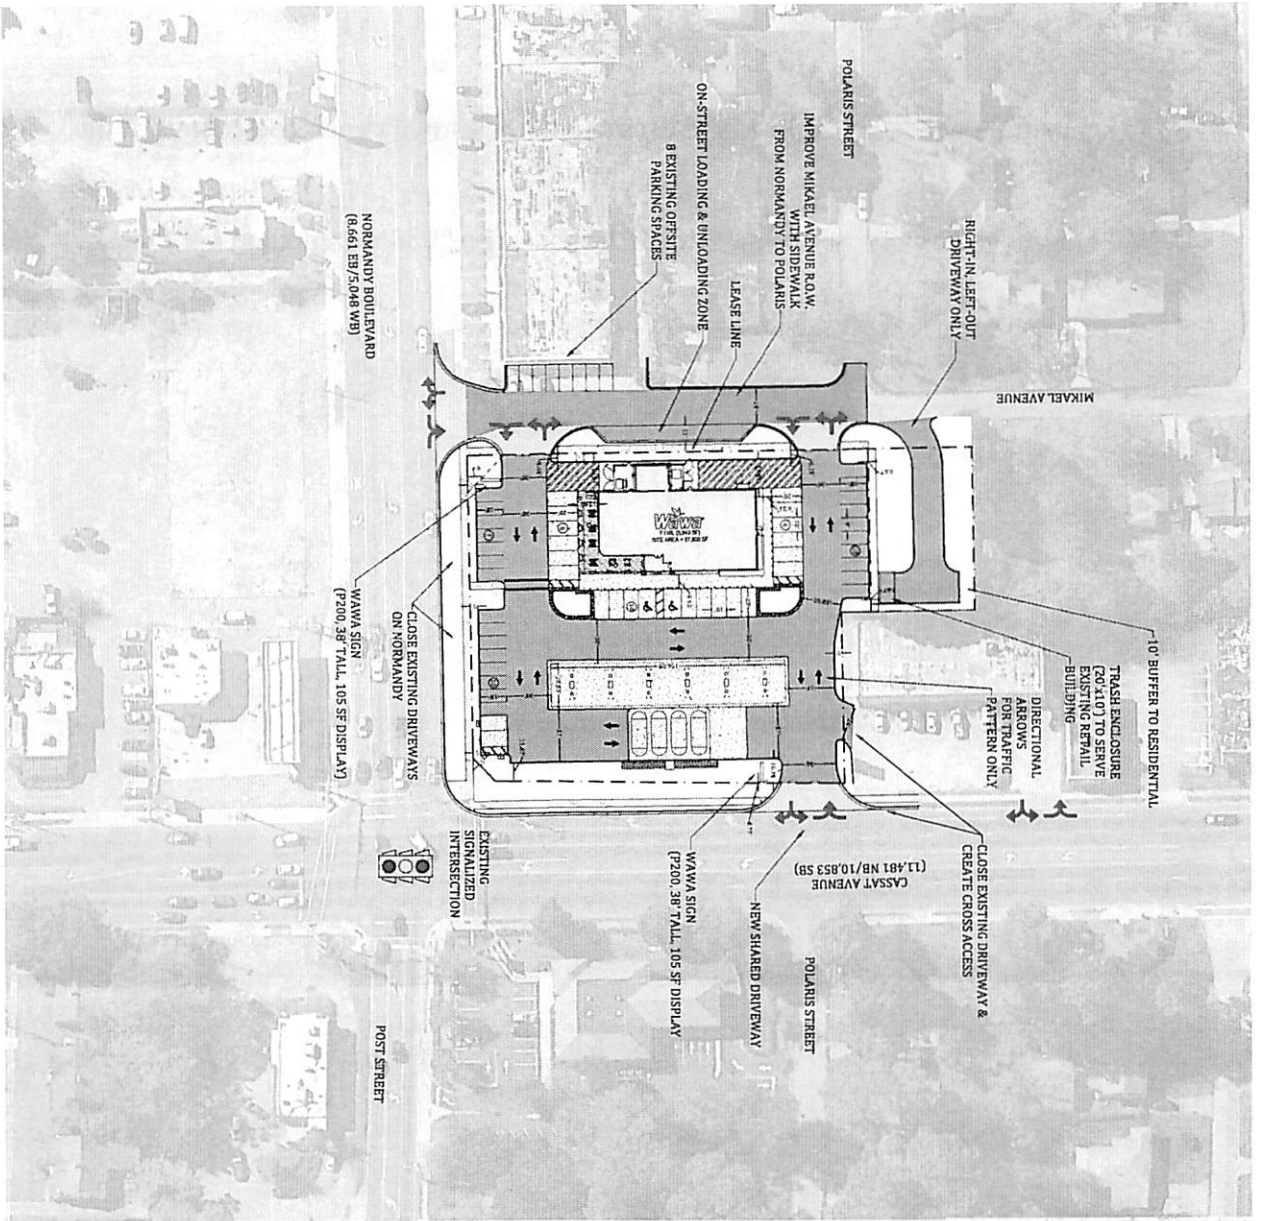 POLARIS STREET
RIGHT-IN, LEFT-OUT
DRIVEWAY ONLY
MIKAEL AVENUE
10' BUFFER TO RESIDENTIAL
TRASH ENCLOSURE
(20'x10') TO SERVE
EXISTING RETAIL
BUILDING
DIRECTIONAL
ARROWS
FOR TRAFFIC
PATTERN ONLY
CLOSE EXISTING DRIVEWAY &
CREATE CROSS ACCESS
IMPROVE MIKAEL AVENUE R.O.W.
WITH SIDEWALK
FROM NORMANDY TO POLARIS
LEASE LINE
ON-STREET LOADING & UNLOADING ZONE
8 EXISTING OFFSITE
PARKING SPACES
Wawa
CASSAT AVENUE
(11,481 NB/10,853 SB)
POLARIS STREET
NEW SHARED DRIVEWAY
WAWA SIGN
(P200, 38' TALL, 105 SF DISPLAY)
NORMANDY BOULEVARD
(8,661 EB/5,048 WB)
CLOSE EXISTING DRIVEWAYS
ON NORMANDY
WAWA SIGN
(P200, 38' TALL, 105 SF DISPLAY)
EXISTING
SIGNALIZED
INTERSECTION
POST STREET